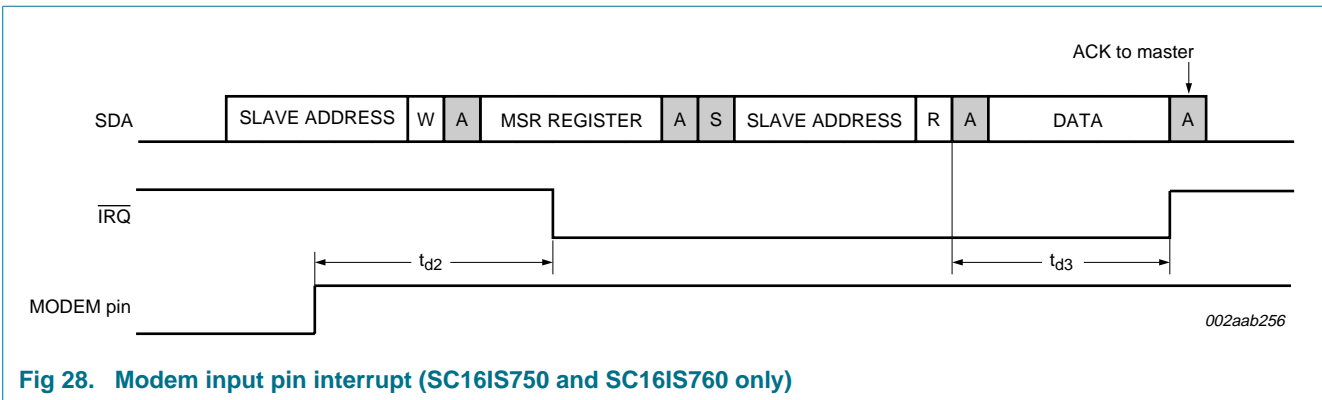 ACK to master
SDA SLAVE ADDRESS W A MSR REGISTER A S SLAVE ADDRESS R A DATA A
IRQ
td2 td3
MODEM pin
002aab256
Fig 28. Modem input pin interrupt (SC16IS750 and SC16IS760 only)